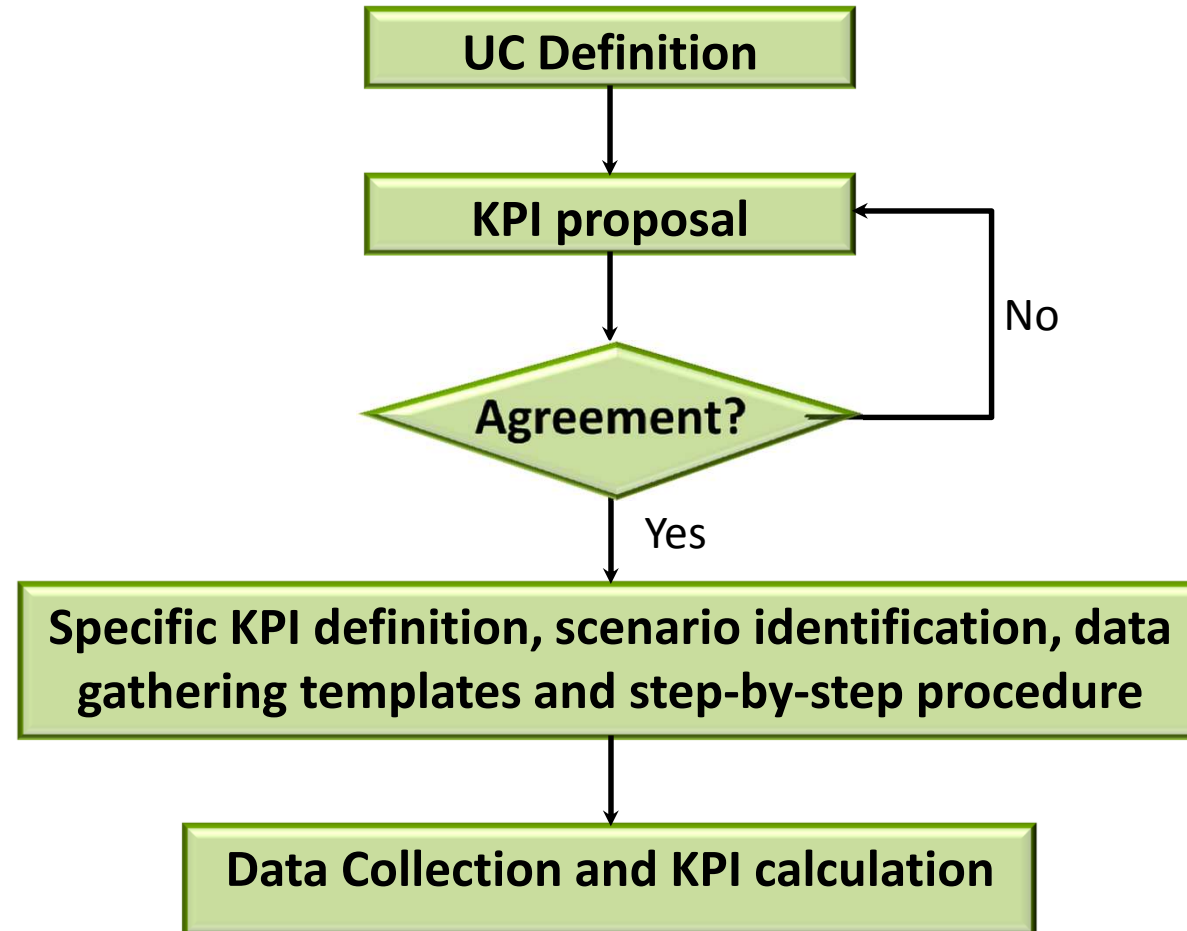 UC Definition
KPI proposal
No
Agreement?
Yes
Specific KPI definition, scenario identification, data
gathering templates and step-by-step procedure
Data Collection and KPI calculation